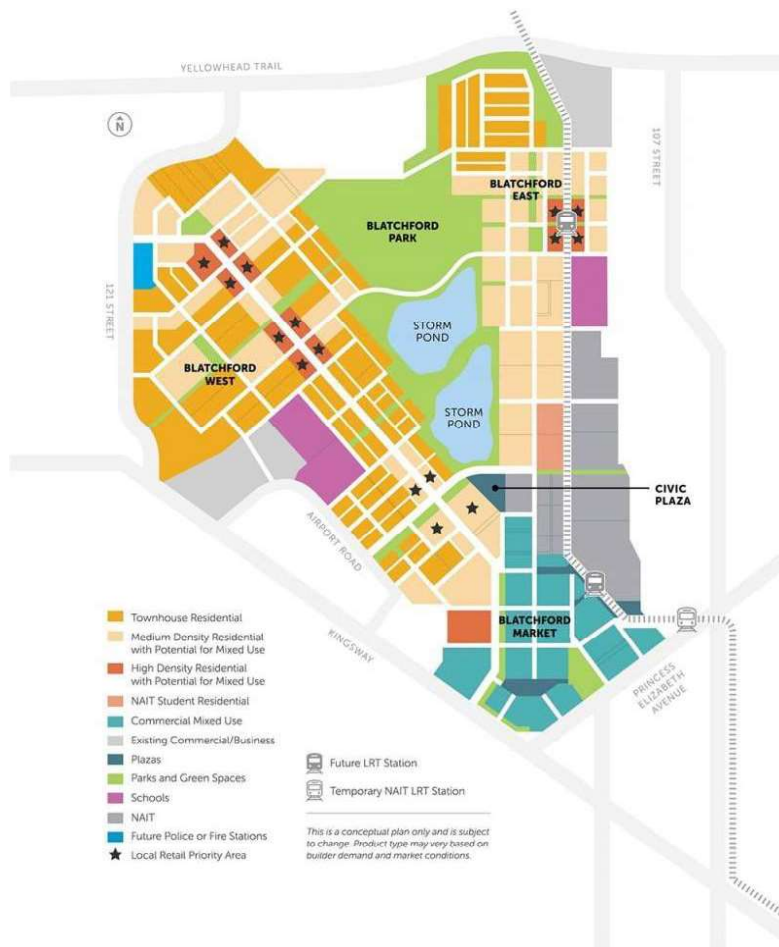 YELLOWHEAD TRAIL
N
107 STREET
BLATCHFORD
EAST
BLATCHFORD
PARK
121 STREET
STORM
POND
BLATCHFORD
WEST
STORM
POND
CIVIC
PLAZA
AIRPORT ROAD
KINGSWAY
BLATCHFORD
MARKET
PRINCESS
ELIZABETH
AVENUE
Townhouse Residential
Medium Density Residential
with Potential for Mixed Use
High Density Residential
with Potential for Mixed Use
NAIT Student Residential
Commercial Mixed Use
Existing Commercial/Business
Plazas
Parks and Green Spaces
Schools
NAIT
Future Police or Fire Stations
Local Retail Priority Area
Future LRT Station
Temporary NAIT LRT Station
This is a conceptual plan only and is subject
to change. Product type may very based on
builder demand and market conditions.